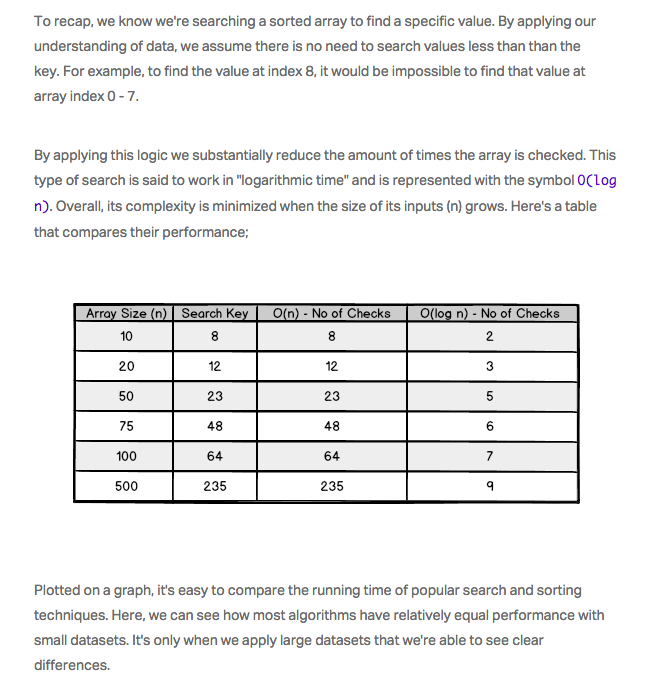 To recap, we know we're searching a sorted array to find a specific value. By applying our
understanding of data, we assume there is no need to search values less than than the
key. For example, to find the value at index 8, it would be impossible to find that value at
array index 0 - 7.
By applying this logic we substantially reduce the amount of times the array is checked. This
type of search is said to work in "logarithmic time" and is represented with the symbol O(log
n). Overall, its complexity is minimized when the size of its inputs (n) grows. Here's a table
that compares their performance;
Array Size (n) Search Key O(n) - No of Checks O(log n) - No of Checks
10 8 8 2
20 12 12 3
50 23 23 5
75 48 48 6
100 64 64 7
500 235 235 9
Plotted on a graph, it's easy to compare the running time of popular search and sorting
techniques. Here, we can see how most algorithms have relatively equal performance with
small datasets. It's only when we apply large datasets that we're able to see clear
differences.